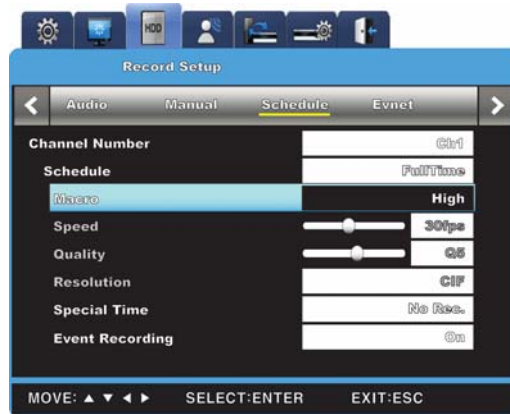 HDD
Record Setup
Audio Manual Schedule Evnet
Channel Number Ch1
Schedule FullTime
Macro High
Speed 30fps
Quality Q5
Resolution CIF
Special Time No Rec.
Event Recording On
MOVE: ▲ ▼ ◀ ▶ SELECT:ENTER EXIT:ESC